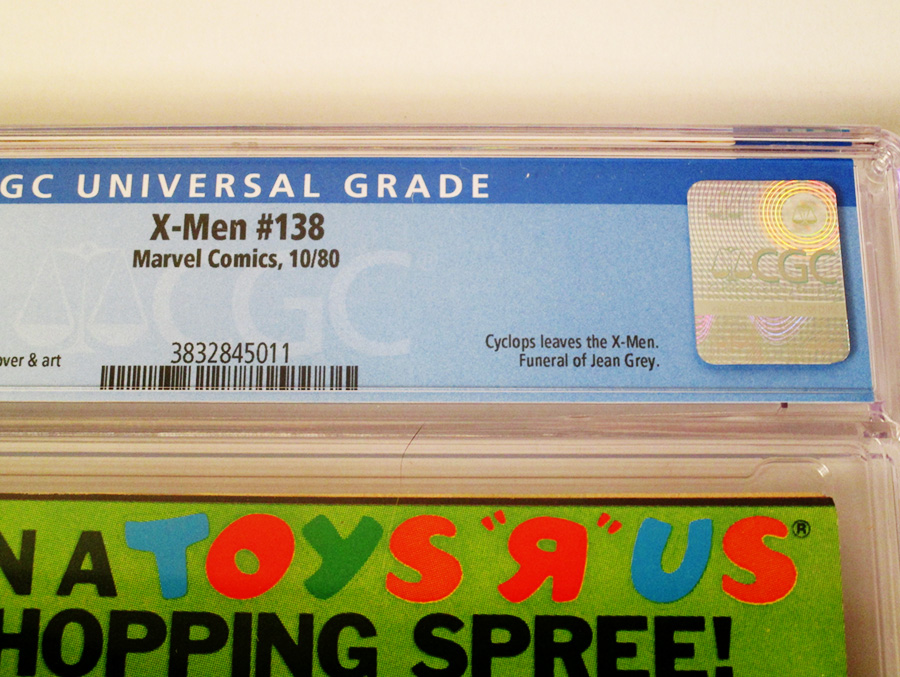 GC UNIVERSAL GRADE
X-Men #138
Marvel Comics, 10/80
CGC
CGC
over & art
3832845011
Cyclops leaves the X-Men.
Funeral of Jean Grey.
N A TOYS "R" US®
HOPPING SPREE!